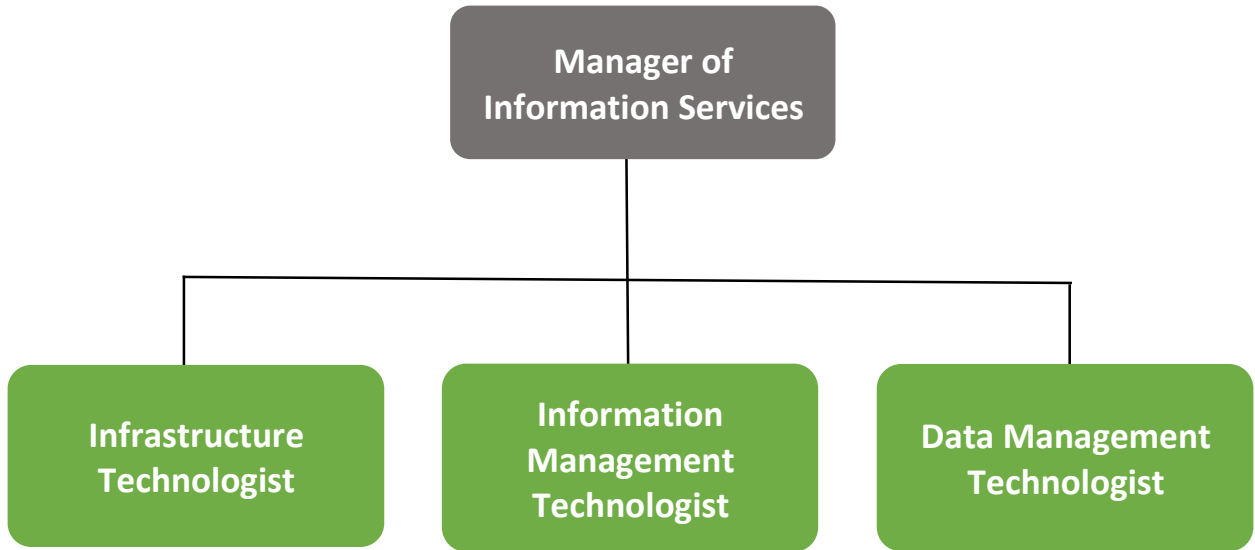 Manager of
Information Services
Infrastructure
Technologist
Information
Management
Technologist
Data Management
Technologist